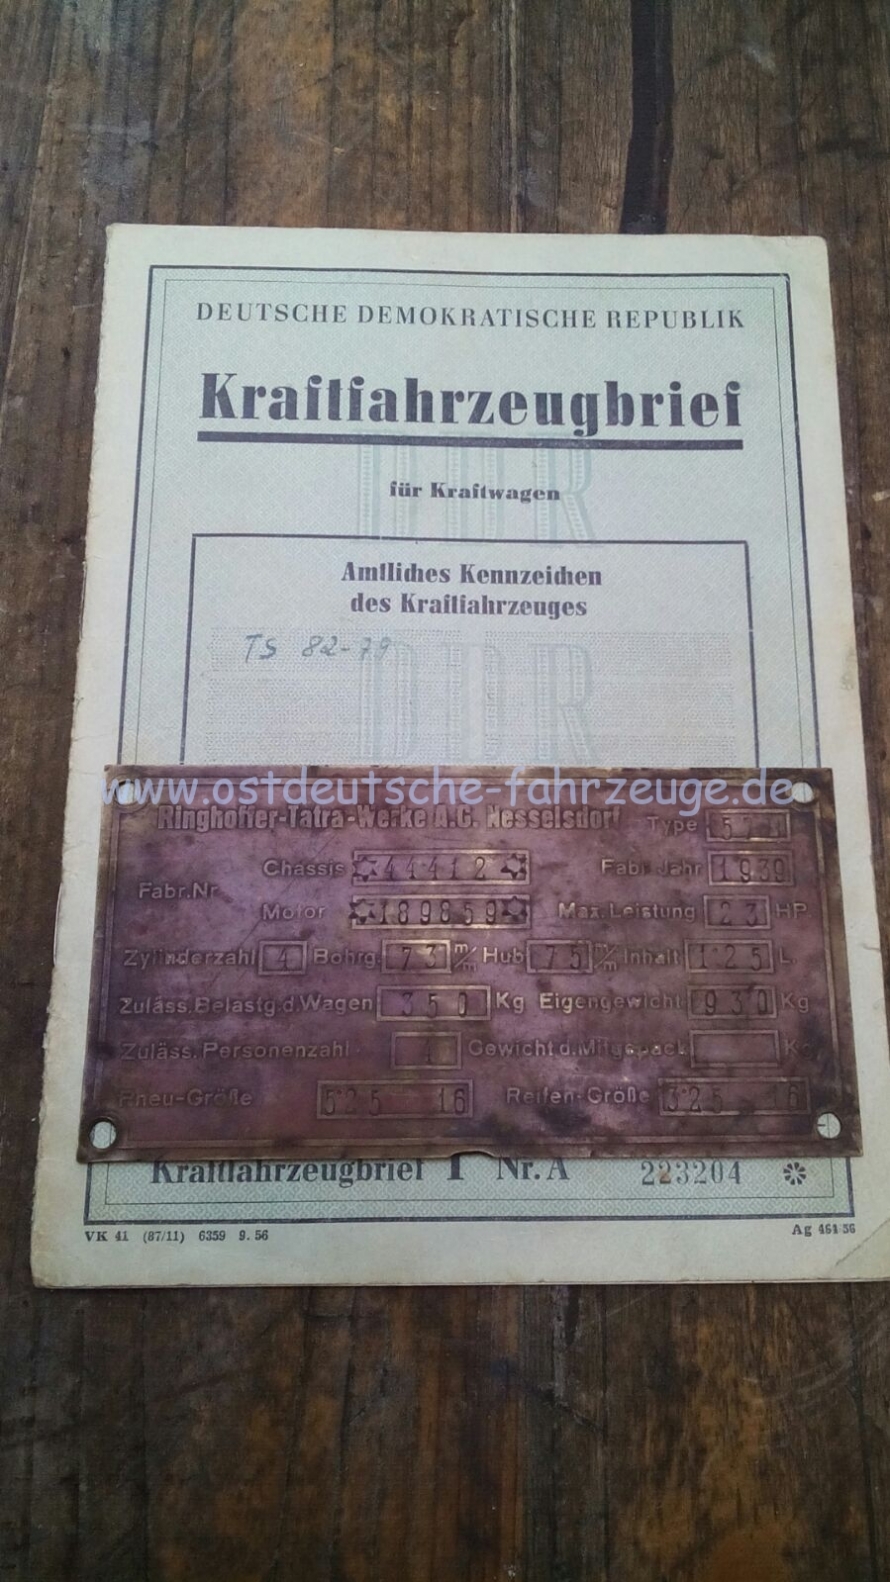 DEUTSCHE DEMOKRATISCHE REPUBLIK
Kraftfahrzeugbrief
für Kraftwagen
Amtliches Kennzeichen
des Kraftfahrzeuges
TS 82-79
www.ostdeutsche-fahrzeuge.de
Ringhoffer-Tatra-Werke A.G. Nesselsdorf Type
Chassis 44412 Fabr. Jahr 1939
Fabr.Nr.
Motor 189859 Max. Leistung 23 HP
Zylinderzahl 4 Bohrg. 73 m/m Hub 75 m/m Inhalt 1˙25 L.
Zuläss. Belastg. d. Wagen 350 Kg Eigengewicht 930 Kg
Zuläss. Personenzahl 4 Gewicht d. Mitgepäck. Kg
Pneu-Größe 5˙25 16 Reifen-Größe 3˙25 16
Kraftfahrzeugbrief I Nr. A 223204
VK 41 (87/11) 6359 9. 56 Ag 461 56